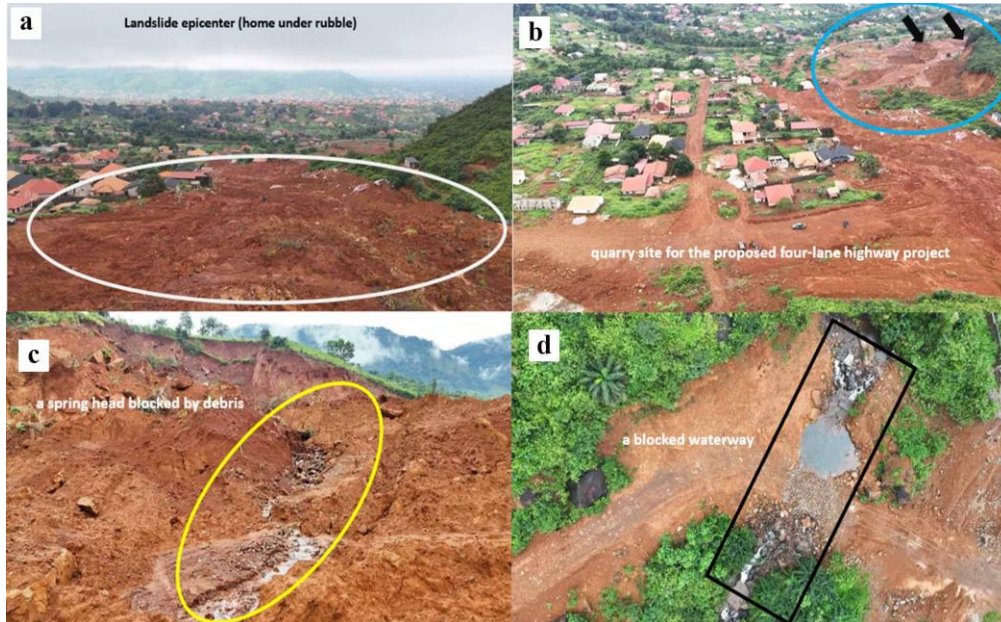 a
Landslide epicenter (home under rubble)
b
quarry site for the proposed four-lane highway project
c
a spring head blocked by debris
d
a blocked waterway